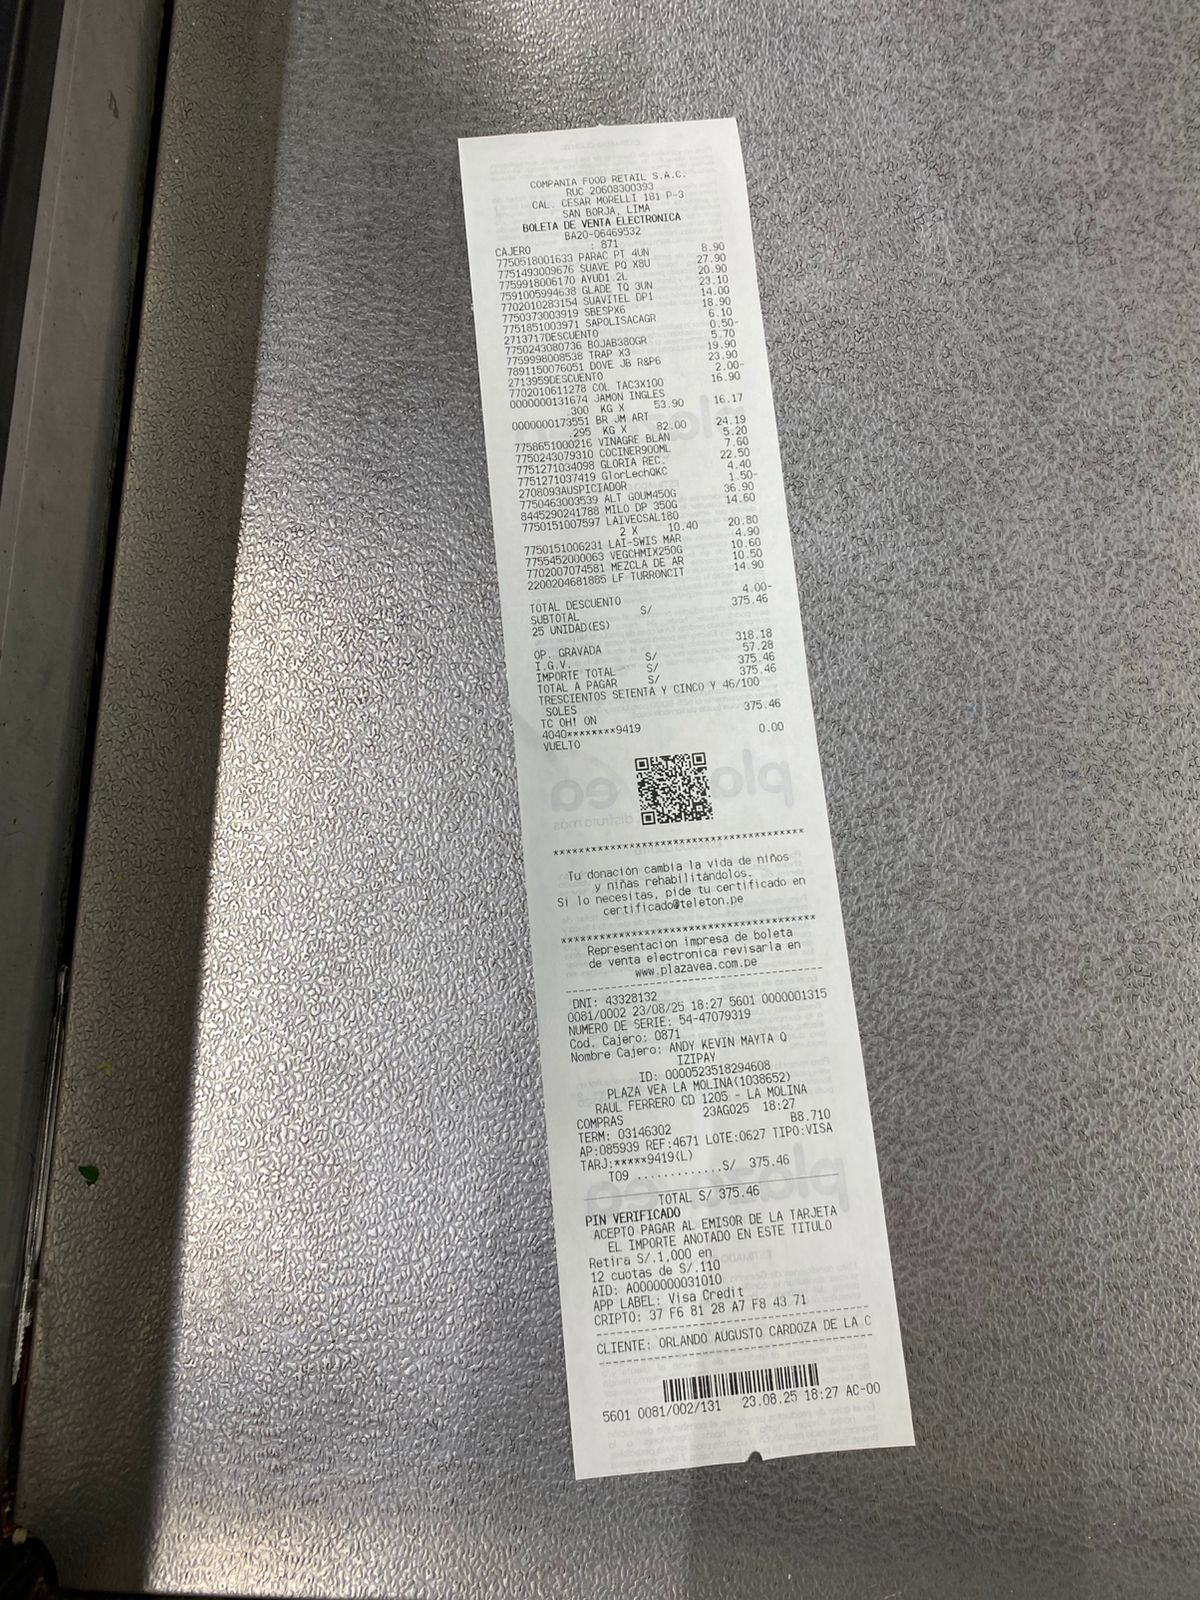 COMPANIA FOOD RETAIL S.A.C.
RUC 20608300393
CAL. CESAR MORELLI 181 P-3
SAN BORJA, LIMA
BOLETA DE VENTA ELECTRONICA
BA20-06469532
CAJERO : 871
7750518001633 PARAC PT 4UN 8.90
7751493009676 SUAVE PQ X8U 27.90
7759918006170 AYUD1.2L 20.90
7591005994638 GLADE TQ 3UN 23.10
7702010283154 SUAVITEL DP1 14.00
7750373003919 SBESPX6 18.90
7751851003971 SAPOLISACAGR 6.10
2713717DESCUENTO 0.50-
7750243080736 BOJAB380GR 5.70
7759998008538 TRAP X3 19.90
7891150076051 DOVE JB R&P6 23.90
2713959DESCUENTO 2.00-
7702010611278 COL TAC3X100 16.90
0000000131674 JAMON INGLES
.300 KG X 53.90 16.17
0000000173551 BR JM ART
.295 KG X 82.00 24.19
7758651000216 VINAGRE BLAN 5.20
7750243079310 COCINER900ML 7.60
7751271034098 GLORIA REC. 22.50
7751271037419 GlorLechQKC 4.40
2708093AUSPICIADOR 1.50-
7750463003539 ALT GOUM450G 36.90
8445290241788 MILO DP 350G 14.60
7750151007597 LAIVECSAL180
2 X 10.40 20.80
7750151006231 LAI-SWIS MAR 4.90
7755452000063 VEGCHMIX250G 10.60
7702007074581 MEZCLA DE AR 10.50
2200204681885 LF TURRONCIT 14.90
TOTAL DESCUENTO 4.00-
SUBTOTAL S/ 375.46
25 UNIDAD(ES)
OP. GRAVADA 318.18
I.G.V. S/ 57.28
IMPORTE TOTAL S/ 375.46
TOTAL A PAGAR S/ 375.46
TRESCIENTOS SETENTA Y CINCO Y 46/100
SOLES
TC OH! ON 375.46
4040********9419
VUELTO 0.00
****************************************
Tu donación cambia la vida de niños
y niñas rehabilitándolos.
Si lo necesitas, pide tu certificado en
certificado@teleton.pe
****************************************
Representacion impresa de boleta
de venta electronica revisarla en
www.plazavea.com.pe
----------------------------------------
DNI: 43328132
0081/0002 23/08/25 18:27 5601 0000001315
NUMERO DE SERIE: 54-47079319
Cod. Cajero: 0871
Nombre Cajero: ANDY KEVIN MAYTA Q
IZIPAY
ID: 0000523518294608
PLAZA VEA LA MOLINA(1038652)
RAUL FERRERO CD 1205 - LA MOLINA
COMPRAS 23AGO25 18:27
TERM: 03146302 B8.710
AP:085939 REF:4671 LOTE:0627 TIPO:VISA
TARJ:*****9419(L)
T09 .............S/ 375.46
TOTAL S/ 375.46
PIN VERIFICADO
ACEPTO PAGAR AL EMISOR DE LA TARJETA
EL IMPORTE ANOTADO EN ESTE TITULO
Retira S/.1,000 en
12 cuotas de S/.110
AID: A0000000031010
APP LABEL: Visa Credit
CRIPTO: 37 F6 81 28 A7 F8 43 71
----------------------------------------
CLIENTE: ORLANDO AUGUSTO CARDOZA DE LA C
----------------------------------------
5601 0081/002/131 23.08.25 18:27 AC-00